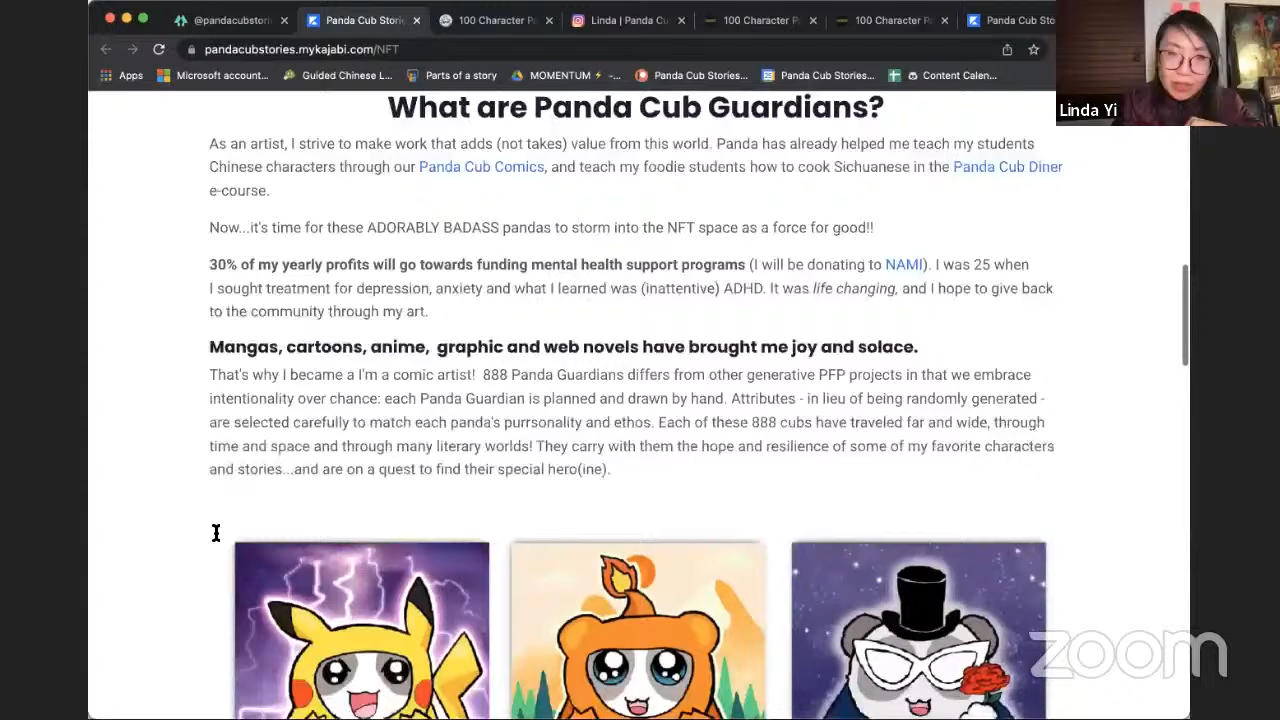 @pandacubstori
Panda Cub Storie
100 Character P
Linda | Panda Cu
100 Character P
100 Character P
Panda Cub Sto
pandacubstories.mykajabi.com/NFT
Apps
Microsoft account...
Guided Chinese L...
Parts of a story
MOMENTUM ⚡ -...
Panda Cub Stories...
Panda Cub Stories...
Content Calen...
Linda Yi
What are Panda Cub Guardians?
As an artist, I strive to make work that adds (not takes) value from this world. Panda has already helped me teach my students
Chinese characters through our Panda Cub Comics, and teach my foodie students how to cook Sichuanese in the Panda Cub Diner
e-course.
Now...it's time for these ADORABLY BADASS pandas to storm into the NFT space as a force for good!!
30% of my yearly profits will go towards funding mental health support programs (I will be donating to NAMI). I was 25 when
I sought treatment for depression, anxiety and what I learned was (inattentive) ADHD. It was life changing, and I hope to give back
to the community through my art.
Mangas, cartoons, anime, graphic and web novels have brought me joy and solace.
That's why I became a I'm a comic artist! 888 Panda Guardians differs from other generative PFP projects in that we embrace
intentionality over chance: each Panda Guardian is planned and drawn by hand. Attributes - in lieu of being randomly generated -
are selected carefully to match each panda's purrsonality and ethos. Each of these 888 cubs have traveled far and wide, through
time and space and through many literary worlds! They carry with them the hope and resilience of some of my favorite characters
and stories...and are on a quest to find their special hero(ine).
zoom